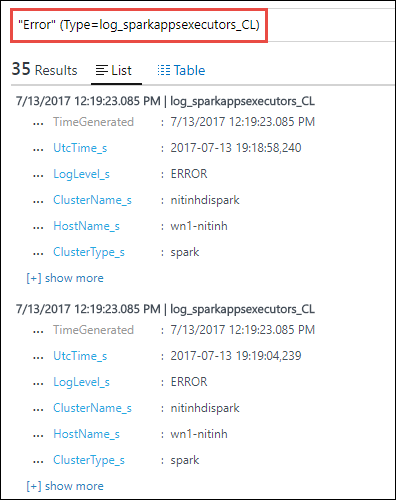 "Error" (Type=log_sparkappsexecutors_CL)
35 Results List Table
7/13/2017 12:19:23.085 PM | log_sparkappsexecutors_CL
... TimeGenerated : 7/13/2017 12:19:23.085 PM
... UtcTime_s : 2017-07-13 19:18:58,240
... LogLevel_s : ERROR
... ClusterName_s : nitinhdispark
... HostName_s : wn1-nitinh
... ClusterType_s : spark
[+] show more
7/13/2017 12:19:23.085 PM | log_sparkappsexecutors_CL
... TimeGenerated : 7/13/2017 12:19:23.085 PM
... UtcTime_s : 2017-07-13 19:19:04,239
... LogLevel_s : ERROR
... ClusterName_s : nitinhdispark
... HostName_s : wn1-nitinh
... ClusterType_s : spark
[+] show more